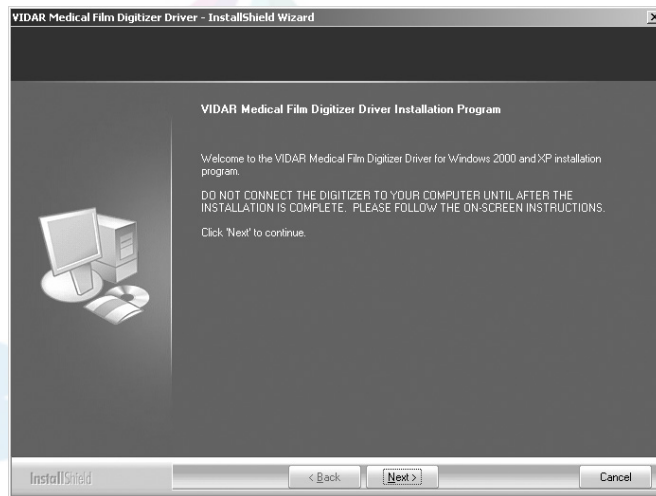 VIDAR Medical Film Digitizer Driver - InstallShield Wizard
VIDAR Medical Film Digitizer Driver Installation Program
Welcome to the VIDAR Medical Film Digitizer Driver for Windows 2000 and XP installation
program.
DO NOT CONNECT THE DIGITIZER TO YOUR COMPUTER UNTIL AFTER THE
INSTALLATION IS COMPLETE.  PLEASE FOLLOW THE ON-SCREEN INSTRUCTIONS.
Click 'Next' to continue.
InstallShield
< Back
Next >
Cancel